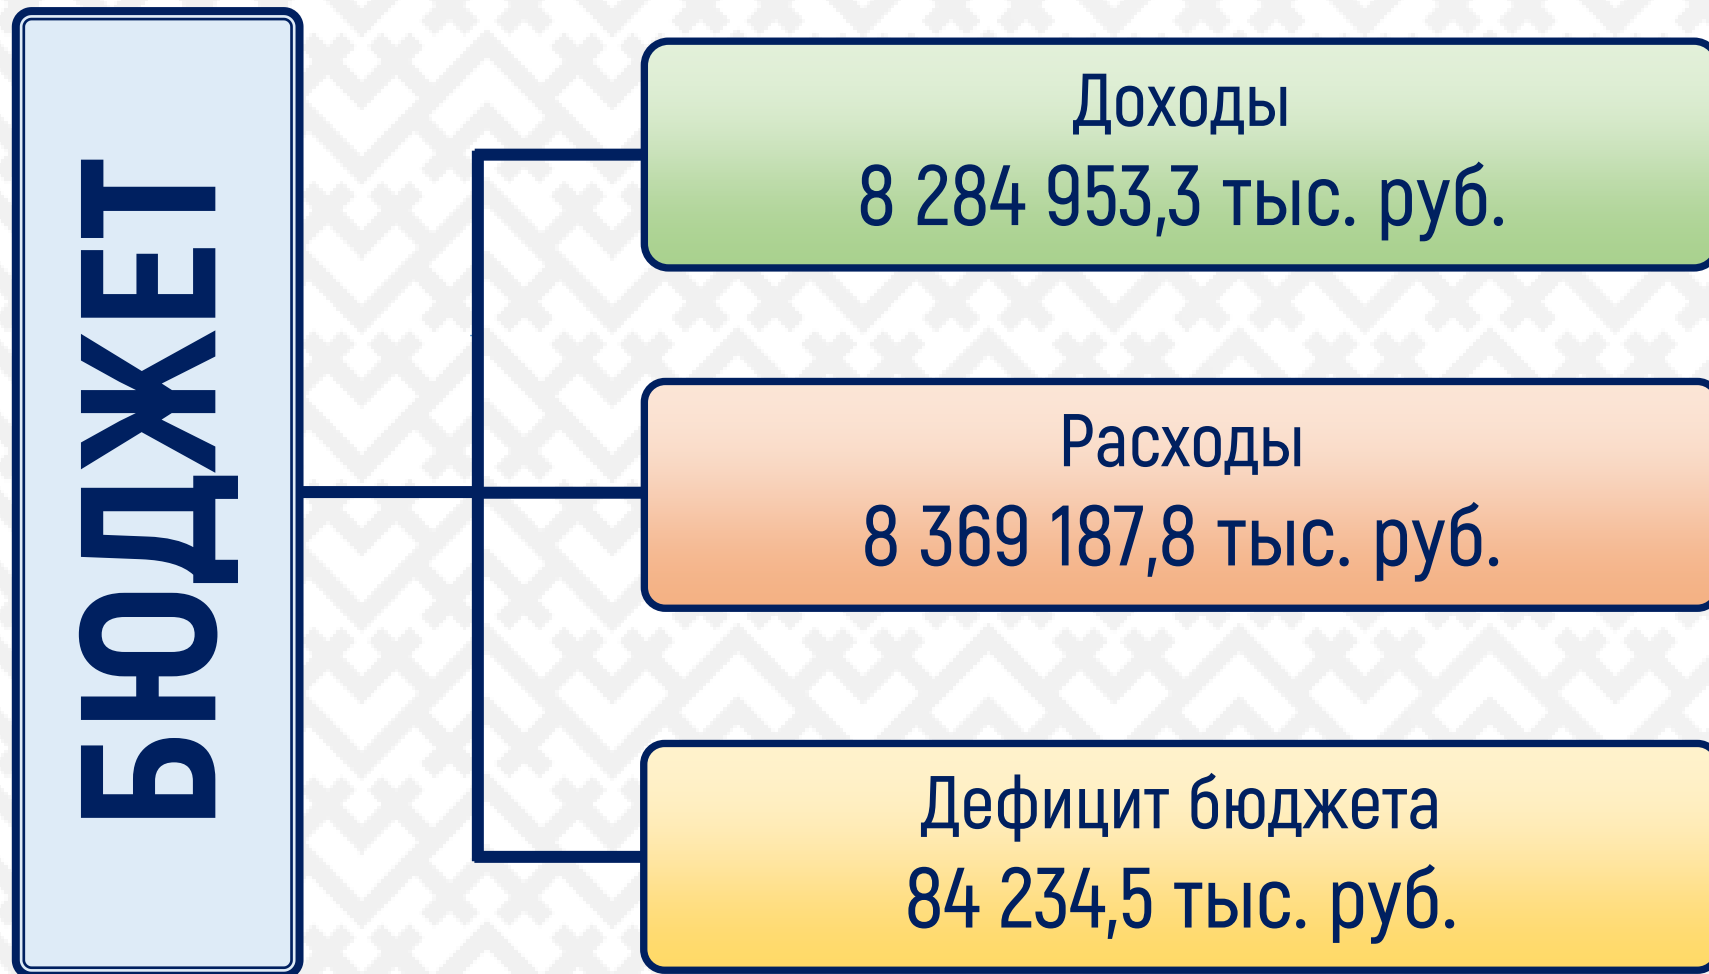 БЮДЖЕТ
Доходы
8 284 953,3 тыс. руб.
Расходы
8 369 187,8 тыс. руб.
Дефицит бюджета
84 234,5 тыс. руб.